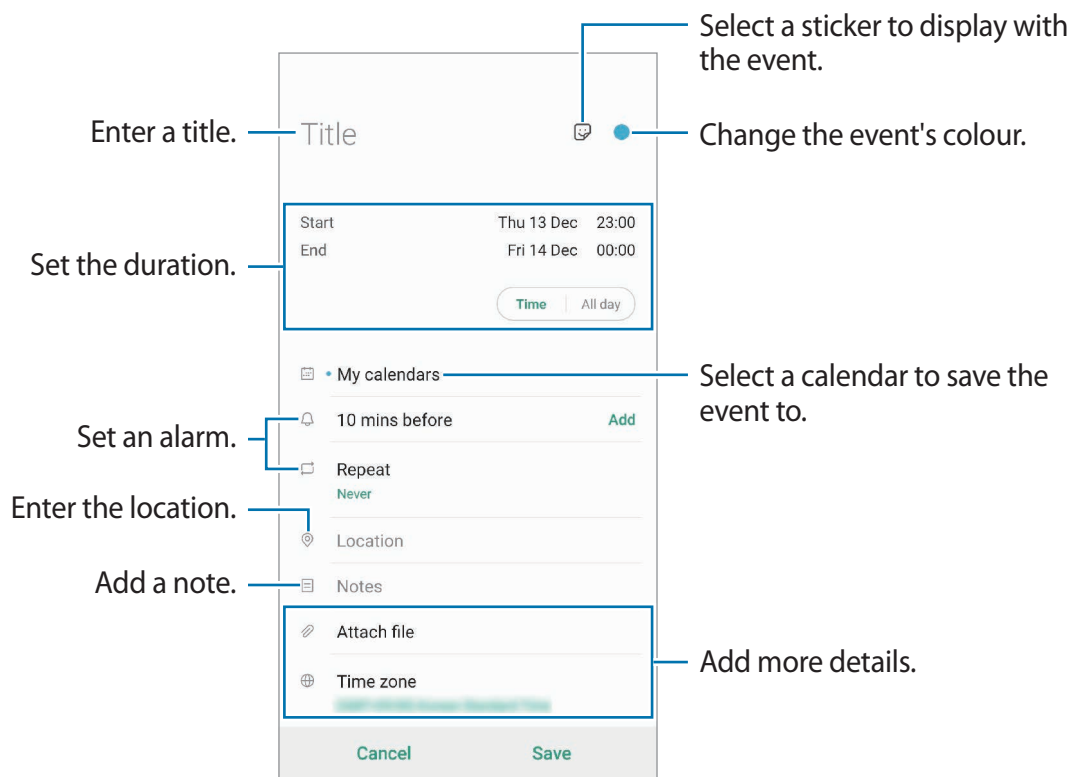 Select a sticker to display with
the event.
Enter a title.
Title
Change the event's colour.
Start Thu 13 Dec 23:00
End Fri 14 Dec 00:00
Set the duration.
Time All day
My calendars
Select a calendar to save the
event to.
10 mins before Add
Set an alarm.
Repeat
Never
Enter the location.
Location
Add a note.
Notes
Attach file
Add more details.
Time zone
Cancel Save